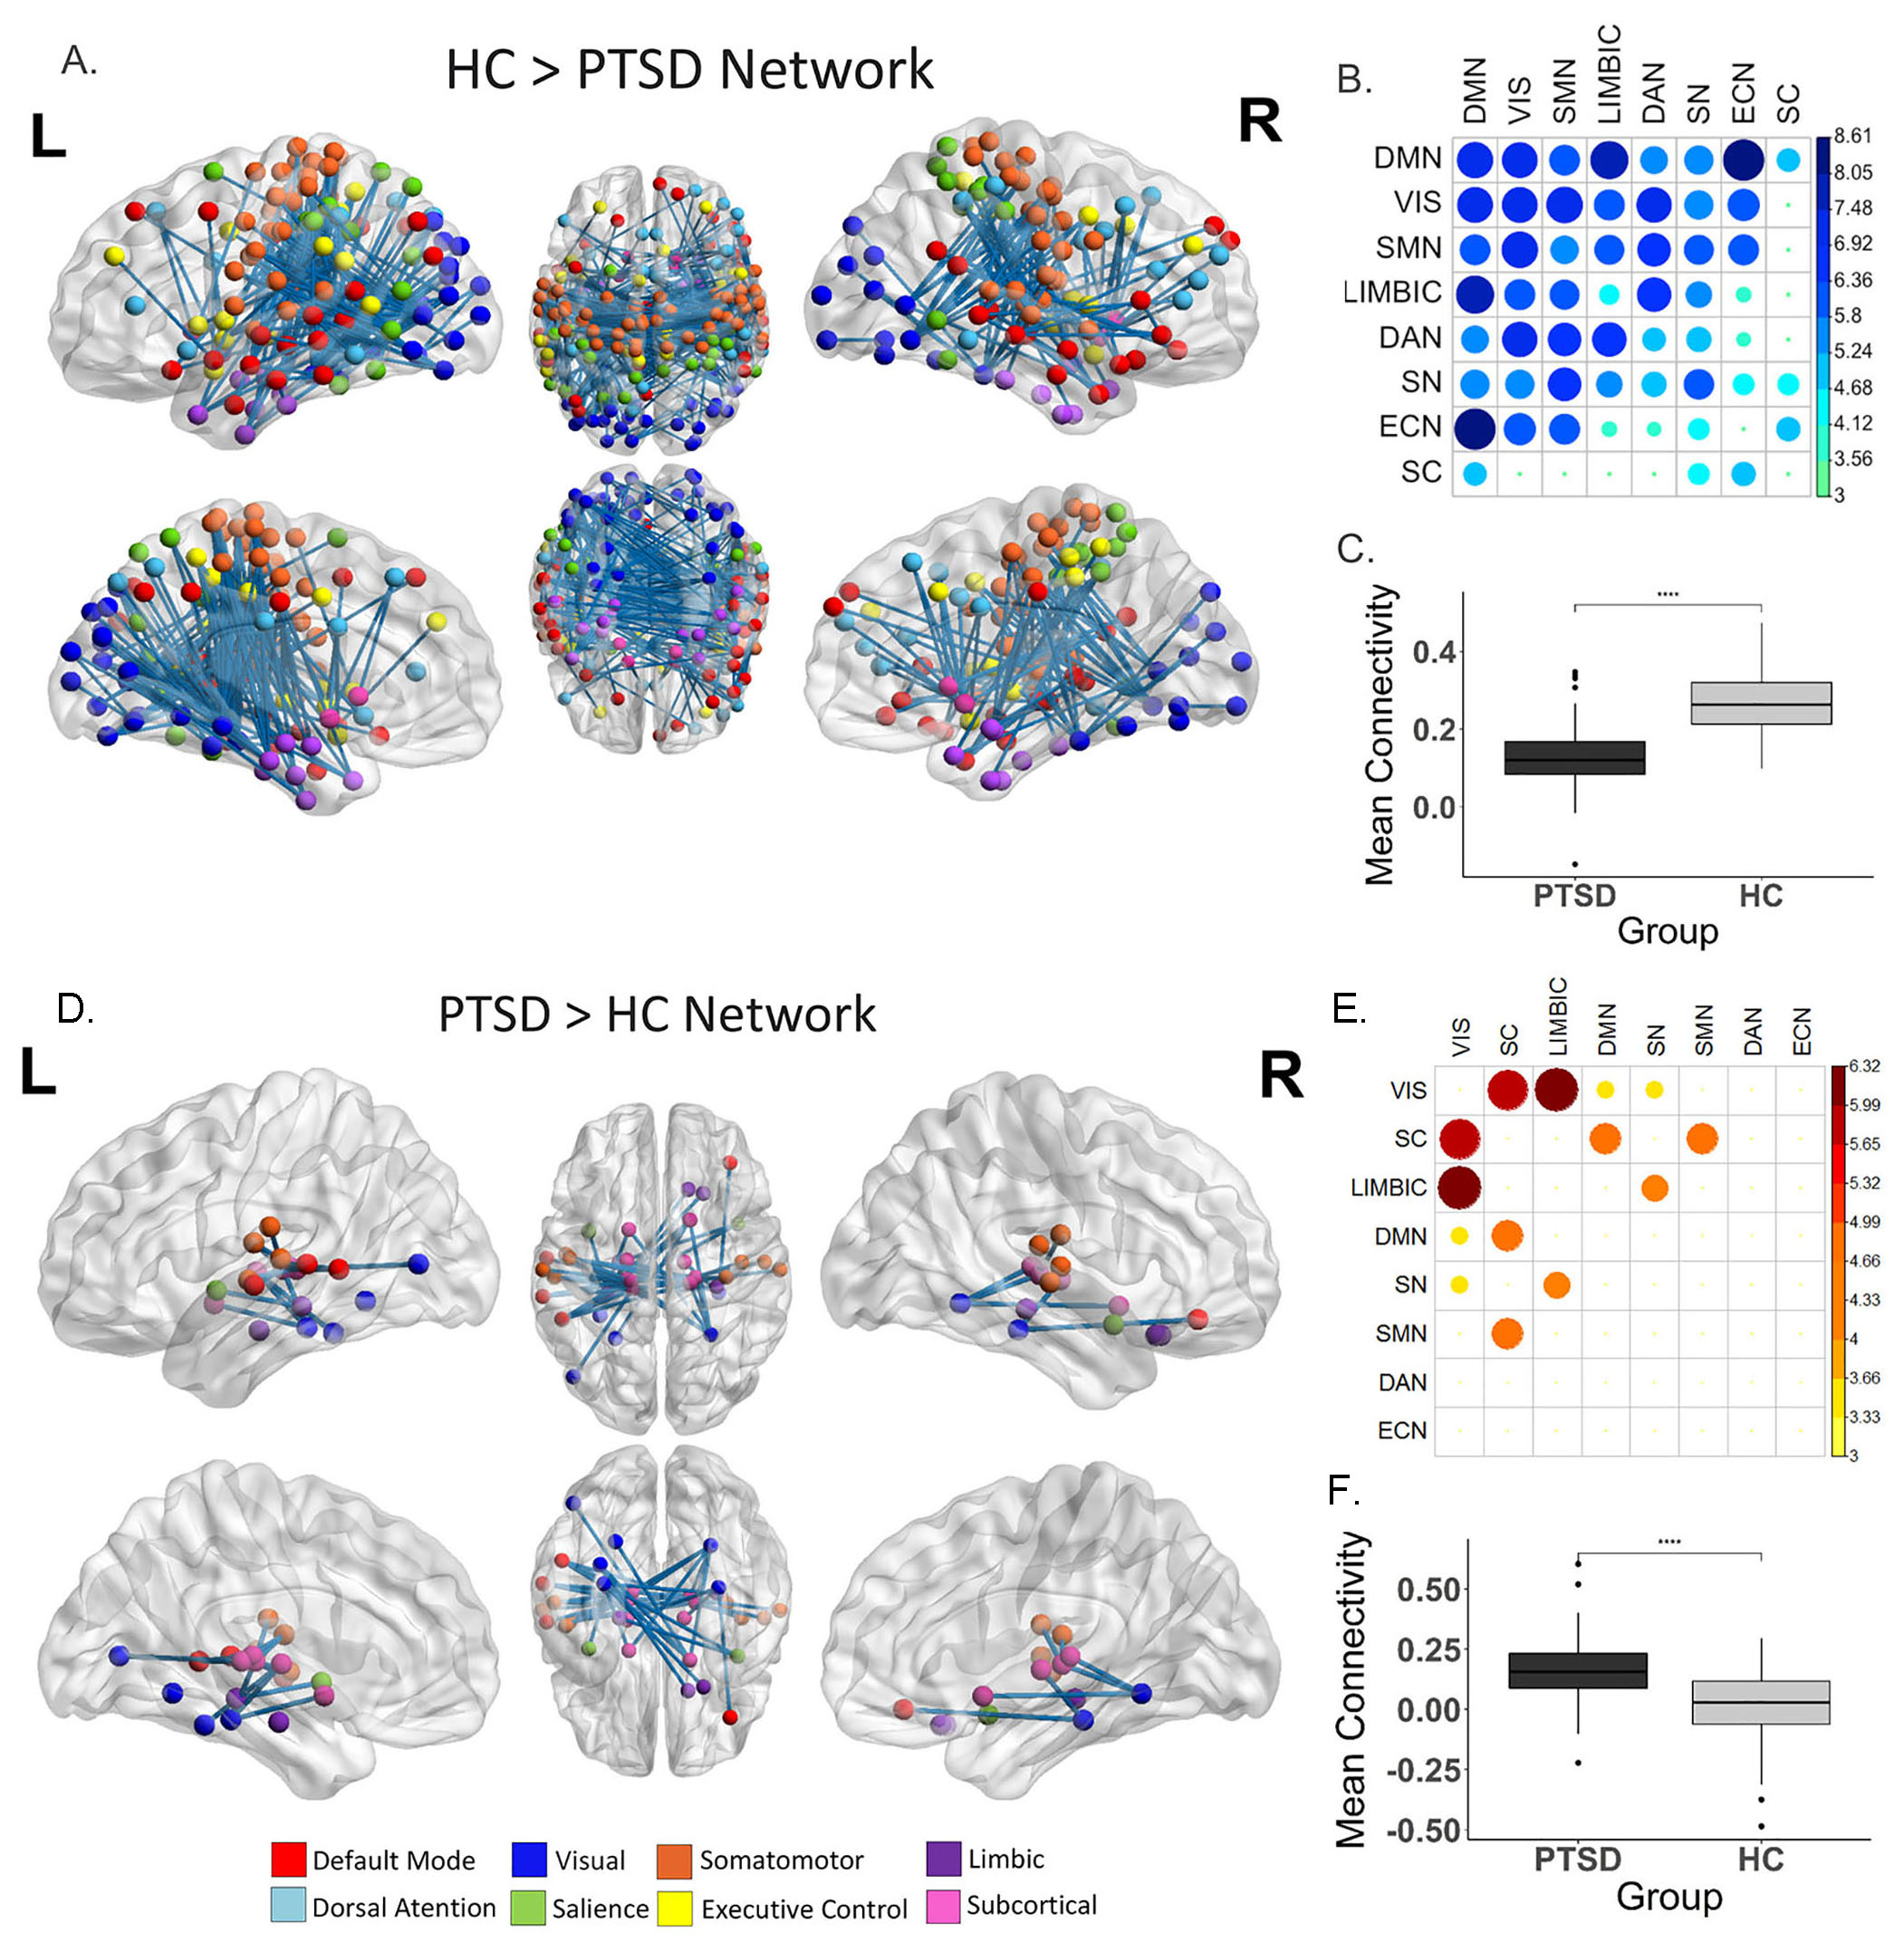 A.
HC > PTSD Network
L
R
B.
DMN
VIS
SMN
LIMBIC
DAN
SN
ECN
SC
DMN
VIS
SMN
LIMBIC
DAN
SN
ECN
SC
8.61
8.05
7.48
6.92
6.36
5.8
5.24
4.68
4.12
3.56
3
C.
Mean Connectivity
****
0.4
0.2
0.0
PTSD
HC
Group
D.
PTSD > HC Network
L
R
E.
VIS
SC
LIMBIC
DMN
SN
SMN
DAN
ECN
VIS
SC
LIMBIC
DMN
SN
SMN
DAN
ECN
6.32
5.99
5.65
5.32
4.99
4.66
4.33
4
3.66
3.33
3
F.
Mean Connectivity
****
0.50
0.25
0.00
-0.25
-0.50
PTSD
HC
Group
Default Mode
Visual
Somatomotor
Limbic
Dorsal Atention
Salience
Executive Control
Subcortical